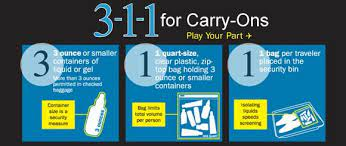 3-1-1 for Carry-Ons
Play Your Part
3
3 ounce or smaller
containers of
liquid or gel
More than 3 ounces
permitted in checked
baggage
Container
size is a
security
measure
1
1 quart-size,
clear plastic, zip-
top bag holding 3
ounce or smaller
containers
Bag limits
total volume
per person
1
1 bag per traveler
placed in the
security bin
Isolating
liquids
speeds
screening